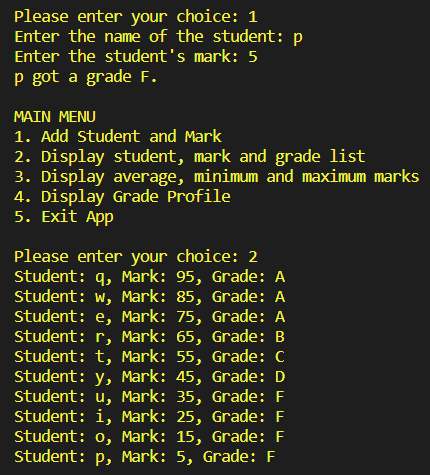 Please enter your choice: 1
Enter the name of the student: p
Enter the student's mark: 5
p got a grade F.
MAIN MENU
1. Add Student and Mark
2. Display student, mark and grade list
3. Display average, minimum and maximum marks
4. Display Grade Profile
5. Exit App
Please enter your choice: 2
Student: q, Mark: 95, Grade: A
Student: w, Mark: 85, Grade: A
Student: e, Mark: 75, Grade: A
Student: r, Mark: 65, Grade: B
Student: t, Mark: 55, Grade: C
Student: y, Mark: 45, Grade: D
Student: u, Mark: 35, Grade: F
Student: i, Mark: 25, Grade: F
Student: o, Mark: 15, Grade: F
Student: p, Mark: 5, Grade: F